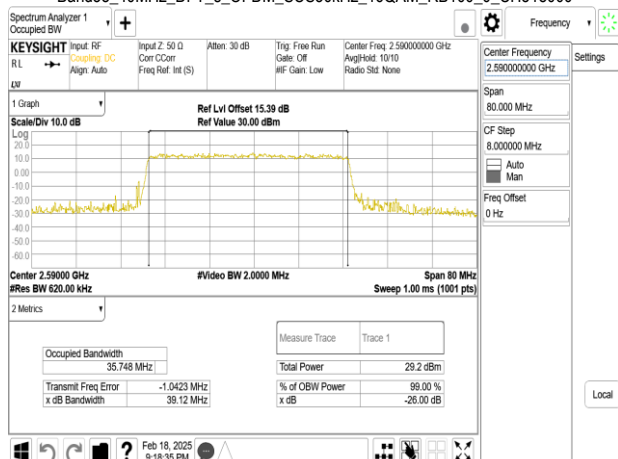 Spectrum Analyzer 1
Occupied BW
+
Frequency
KEYSIGHT
Input: RF
Coupling: DC
Align: Auto
Input Z: 50 Ω
Corr CCorr
Freq Ref: Int (S)
Atten: 30 dB
Trig: Free Run
Gate: Off
#IF Gain: Low
Center Freq: 2.590000000 GHz
Avg|Hold: 10/10
Radio Std: None
RL
LXI
Center Frequency
2.590000000 GHz
Settings
Span
80.000 MHz
CF Step
8.000000 MHz
Auto
Man
Freq Offset
0 Hz
1 Graph
Scale/Div 10.0 dB
Ref Lvl Offset 15.39 dB
Ref Value 30.00 dBm
Log
20.0
10.0
0.00
-10.0
-20.0
-30.0
-40.0
-50.0
-60.0
Center 2.59000 GHz
#Video BW 2.0000 MHz
Span 80 MHz
#Res BW 620.00 kHz
Sweep 1.00 ms (1001 pts)
2 Metrics
Measure Trace
Trace 1
Occupied Bandwidth
35.748 MHz
Total Power
29.2 dBm
Transmit Freq Error
-1.0423 MHz
% of OBW Power
99.00 %
x dB Bandwidth
39.12 MHz
x dB
-26.00 dB
Local
?
Feb 18, 2025
9:18:35 PM